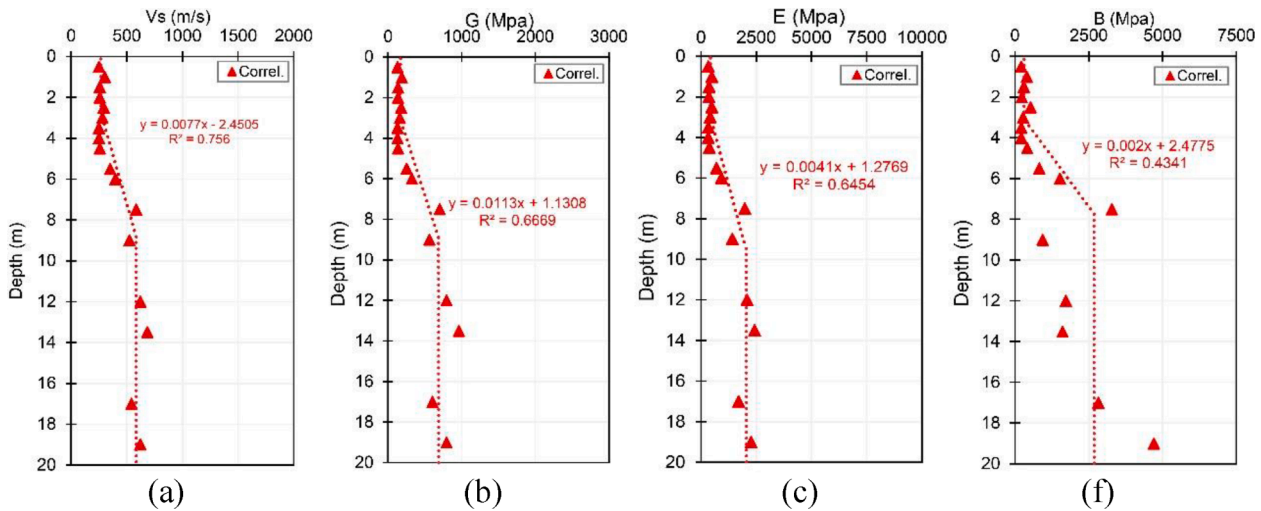 Vs (m/s)
0 500 1000 1500 2000
0
2
4
6
8
10
12
14
16
18
20
Depth (m)
Correl.
y = 0.0077x - 2.4505
R² = 0.756
(a)
G (Mpa)
0 1000 2000 3000
0
2
4
6
8
10
12
14
16
18
20
Depth (m)
Correl.
y = 0.0113x + 1.1308
R² = 0.6669
(b)
E (Mpa)
0 2500 5000 7500 10000
0
2
4
6
8
10
12
14
16
18
20
Depth (m)
Correl.
y = 0.0041x + 1.2769
R² = 0.6454
(c)
B (Mpa)
0 2500 5000 7500
0
2
4
6
8
10
12
14
16
18
20
Depth (m)
Correl.
y = 0.002x + 2.4775
R² = 0.4341
(f)